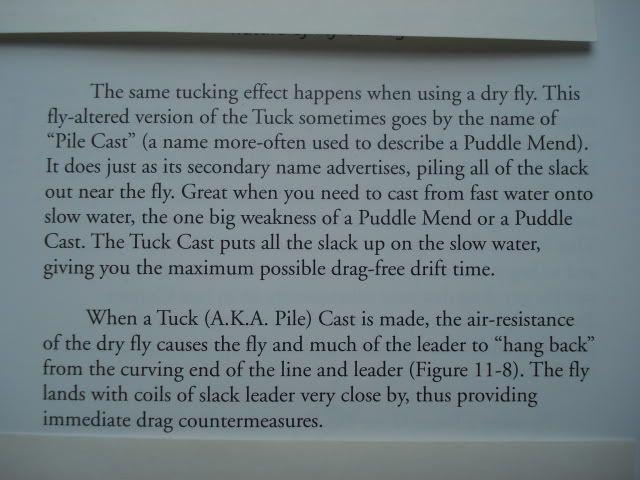 The same tucking effect happens when using a dry fly. This
fly-altered version of the Tuck sometimes goes by the name of
“Pile Cast” (a name more-often used to describe a Puddle Mend).
It does just as its secondary name advertises, piling all of the slack
out near the fly. Great when you need to cast from fast water onto
slow water, the one big weakness of a Puddle Mend or a Puddle
Cast. The Tuck Cast puts all the slack up on the slow water,
giving you the maximum possible drag-free drift time.
When a Tuck (A.K.A. Pile) Cast is made, the air-resistance
of the dry fly causes the fly and much of the leader to “hang back”
from the curving end of the line and leader (Figure 11-8). The fly
lands with coils of slack leader very close by, thus providing
immediate drag countermeasures.